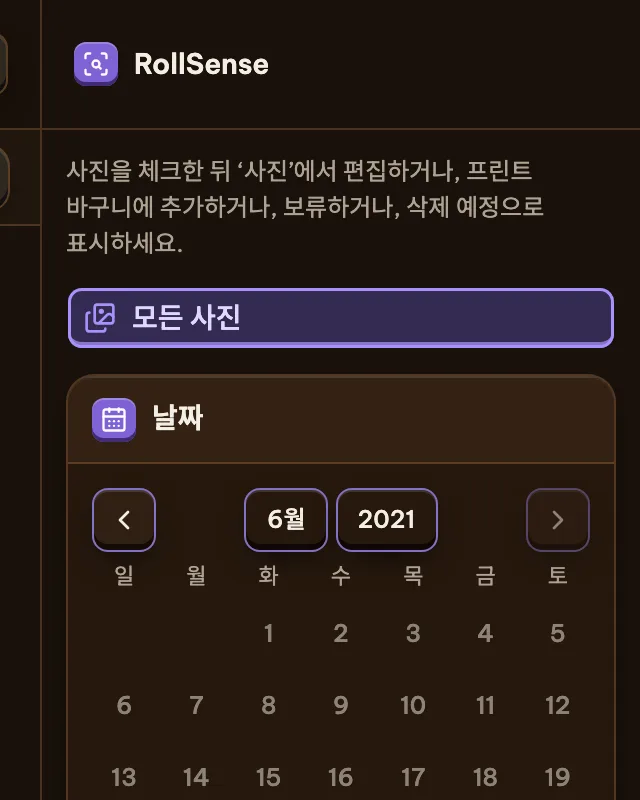 RollSense
사진을 체크한 뒤 ‘사진’에서 편집하거나, 프린트
바구니에 추가하거나, 보류하거나, 삭제 예정으로
표시하세요.
모든 사진
날짜
6월 2021
일 월 화 수 목 금 토
1 2 3 4 5
6 7 8 9 10 11 12
13 14 15 16 17 18 19